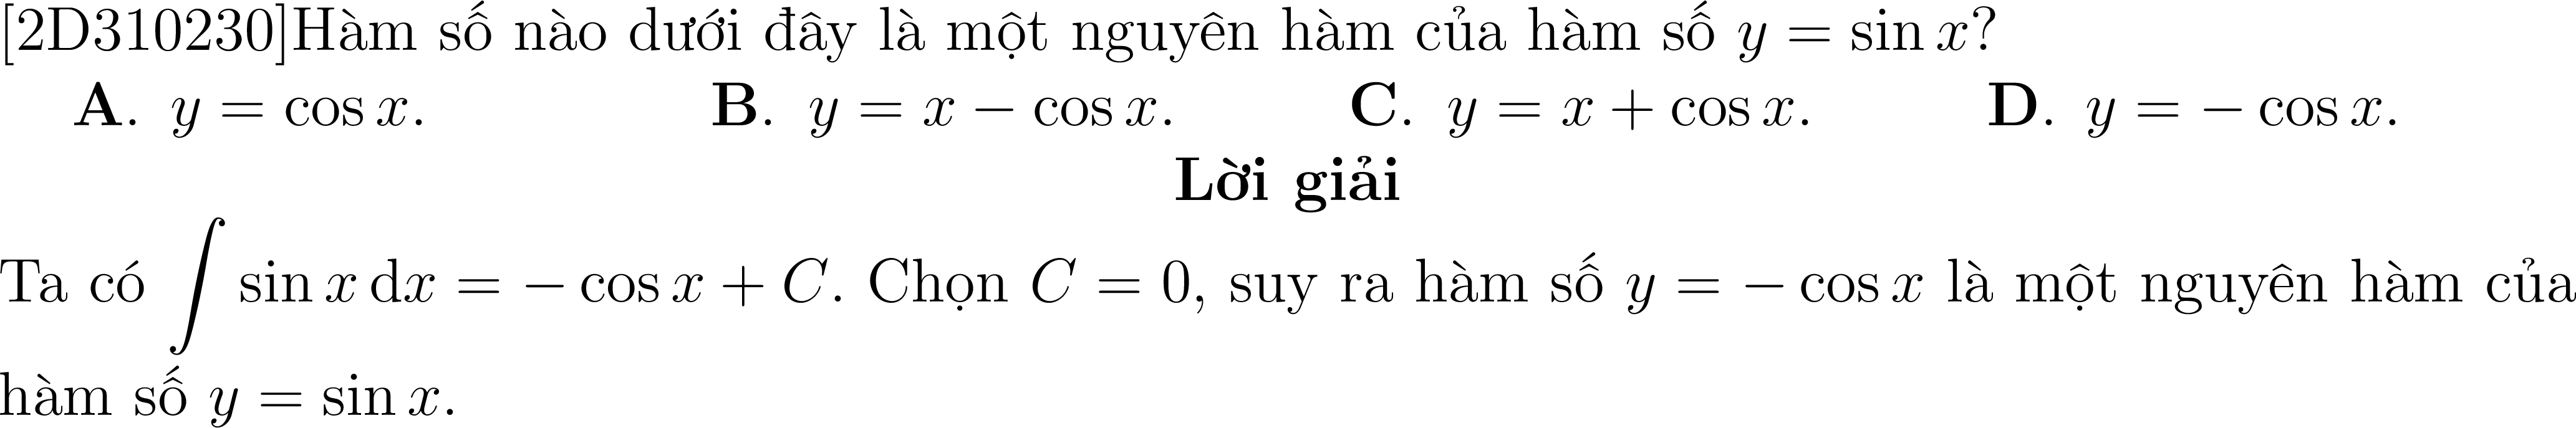 [2D310230]Hàm số nào dưới đây là một nguyên hàm của hàm số y = sin x?
A. y = cos x. B. y = x − cos x. C. y = x + cos x. D. y = − cos x.
Lời giải
Ta có ∫ sin x dx = − cos x + C. Chọn C = 0, suy ra hàm số y = − cos x là một nguyên hàm của
hàm số y = sin x.